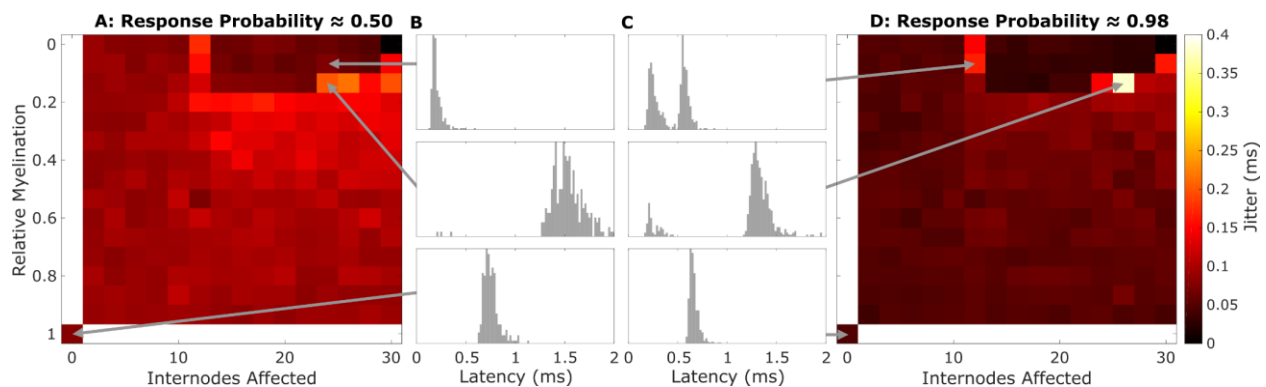 A: Response Probability ≈ 0.50
B
C
D: Response Probability ≈ 0.98
Relative Myelination
0
0.2
0.4
0.6
0.8
1
0 10 20 30
Internodes Affected
0 0.5 1 1.5 2
Latency (ms)
0 0.5 1 1.5 2
Latency (ms)
0 10 20 30
Internodes Affected
0.4
0.35
0.3
0.25
0.2
0.15
0.1
0.05
0
Jitter (ms)